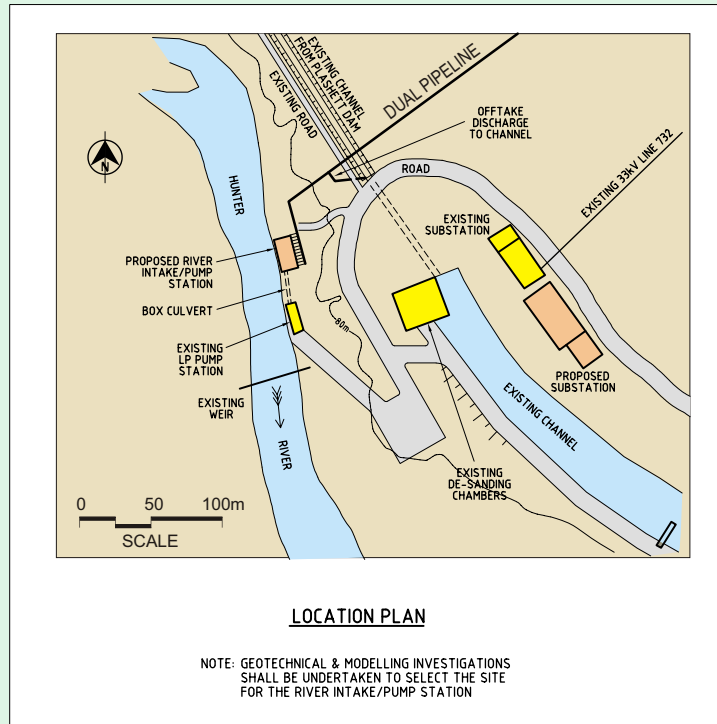 EXISTING CHANNEL
FROM PLASHETT DAM
EXISTING ROAD
DUAL PIPELINE
OFFTAKE
DISCHARGE
TO CHANNEL
N
HUNTER
ROAD
EXISTING 33kV LINE 732
EXISTING
SUBSTATION
PROPOSED RIVER
INTAKE/PUMP
STATION
BOX CULVERT
80m
EXISTING
LP PUMP
STATION
PROPOSED
SUBSTATION
EXISTING
WEIR
EXISTING CHANNEL
RIVER
EXISTING
DE-SANDING
CHAMBERS
0 50 100m
SCALE
LOCATION PLAN
NOTE: GEOTECHNICAL & MODELLING INVESTIGATIONS
SHALL BE UNDERTAKEN TO SELECT THE SITE
FOR THE RIVER INTAKE/PUMP STATION